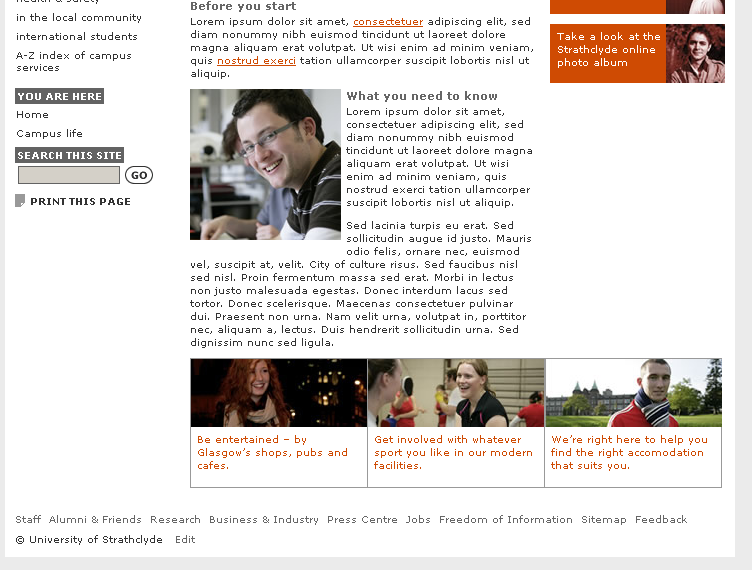 in the local community
international students
A-Z index of campus
services
YOU ARE HERE
Home
Campus life
SEARCH THIS SITE
GO
PRINT THIS PAGE
Before you start
Lorem ipsum dolor sit amet, consectetuer adipiscing elit, sed
diam nonummy nibh euismod tincidunt ut laoreet dolore
magna aliquam erat volutpat. Ut wisi enim ad minim veniam,
quis nostrud exerci tation ullamcorper suscipit lobortis nisl ut
aliquip.
What you need to know
Lorem ipsum dolor sit amet,
consectetuer adipiscing elit, sed
diam nonummy nibh euismod
tincidunt ut laoreet dolore magna
aliquam erat volutpat. Ut wisi
enim ad minim veniam, quis
nostrud exerci tation ullamcorper
suscipit lobortis nisl ut aliquip.
Sed lacinia turpis eu erat. Sed
sollicitudin augue id justo. Mauris
odio felis, ornare nec, euismod
vel, suscipit at, velit. City of culture risus. Sed faucibus nisl
sed nisl. Proin fermentum massa sed erat. Morbi in lectus
non justo malesuada egestas. Donec interdum lacus sed
tortor. Donec scelerisque. Maecenas consectetuer pulvinar
dui. Praesent non urna. Nam velit urna, volutpat in, porttitor
nec, aliquam a, lectus. Duis hendrerit sollicitudin urna. Sed
dignissim nunc sed ligula.
Take a look at the
Strathclyde online
photo album
Be entertained – by
Glasgow's shops, pubs and
cafes.
Get involved with whatever
sport you like in our modern
facilities.
We're right here to help you
find the right accomodation
that suits you.
Staff Alumni & Friends Research Business & Industry Press Centre Jobs Freedom of Information Sitemap Feedback
© University of Strathclyde Edit